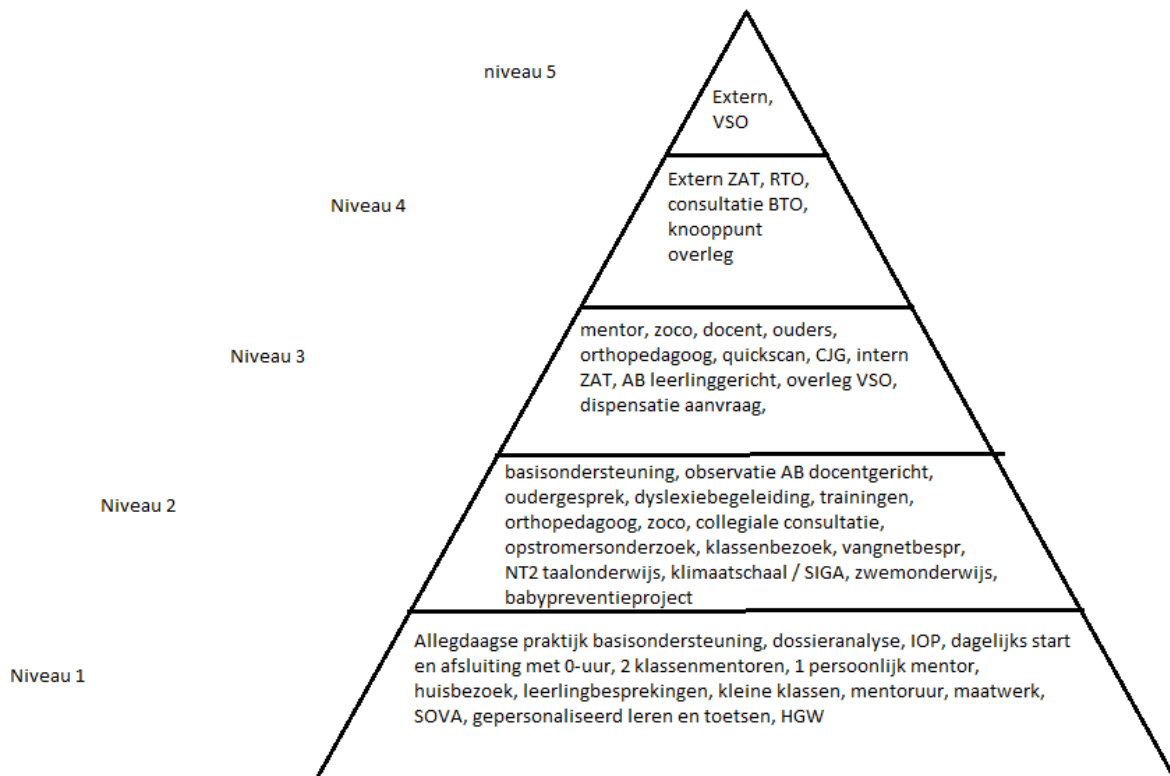 niveau 5
Extern,
VSO
Niveau 4
Extern ZAT, RTO,
consultatie BTO,
knooppunt
overleg
Niveau 3
mentor, zoco, docent, ouders,
orthopedagoog, quickscan, CJG, intern
ZAT, AB leerlinggericht, overleg VSO,
dispensatie aanvraag,
Niveau 2
basisondersteuning, observatie AB docentgericht,
oudergesprek, dyslexiebegeleiding, trainingen,
orthopedagoog, zoco, collegiale consultatie,
opstromersonderzoek, klassenbezoek, vangnetbespr,
NT2 taalonderwijs, klimaatschaal / SIGA, zwemonderwijs,
babypreventieproject
Niveau 1
Allegdaagse praktijk basisondersteuning, dossieranalyse, IOP, dagelijks start
en afsluiting met 0-uur, 2 klassenmentoren, 1 persoonlijk mentor,
huisbezoek, leerlingbesprekingen, kleine klassen, mentoruur, maatwerk,
SOVA, gepersonaliseerd leren en toetsen, HGW